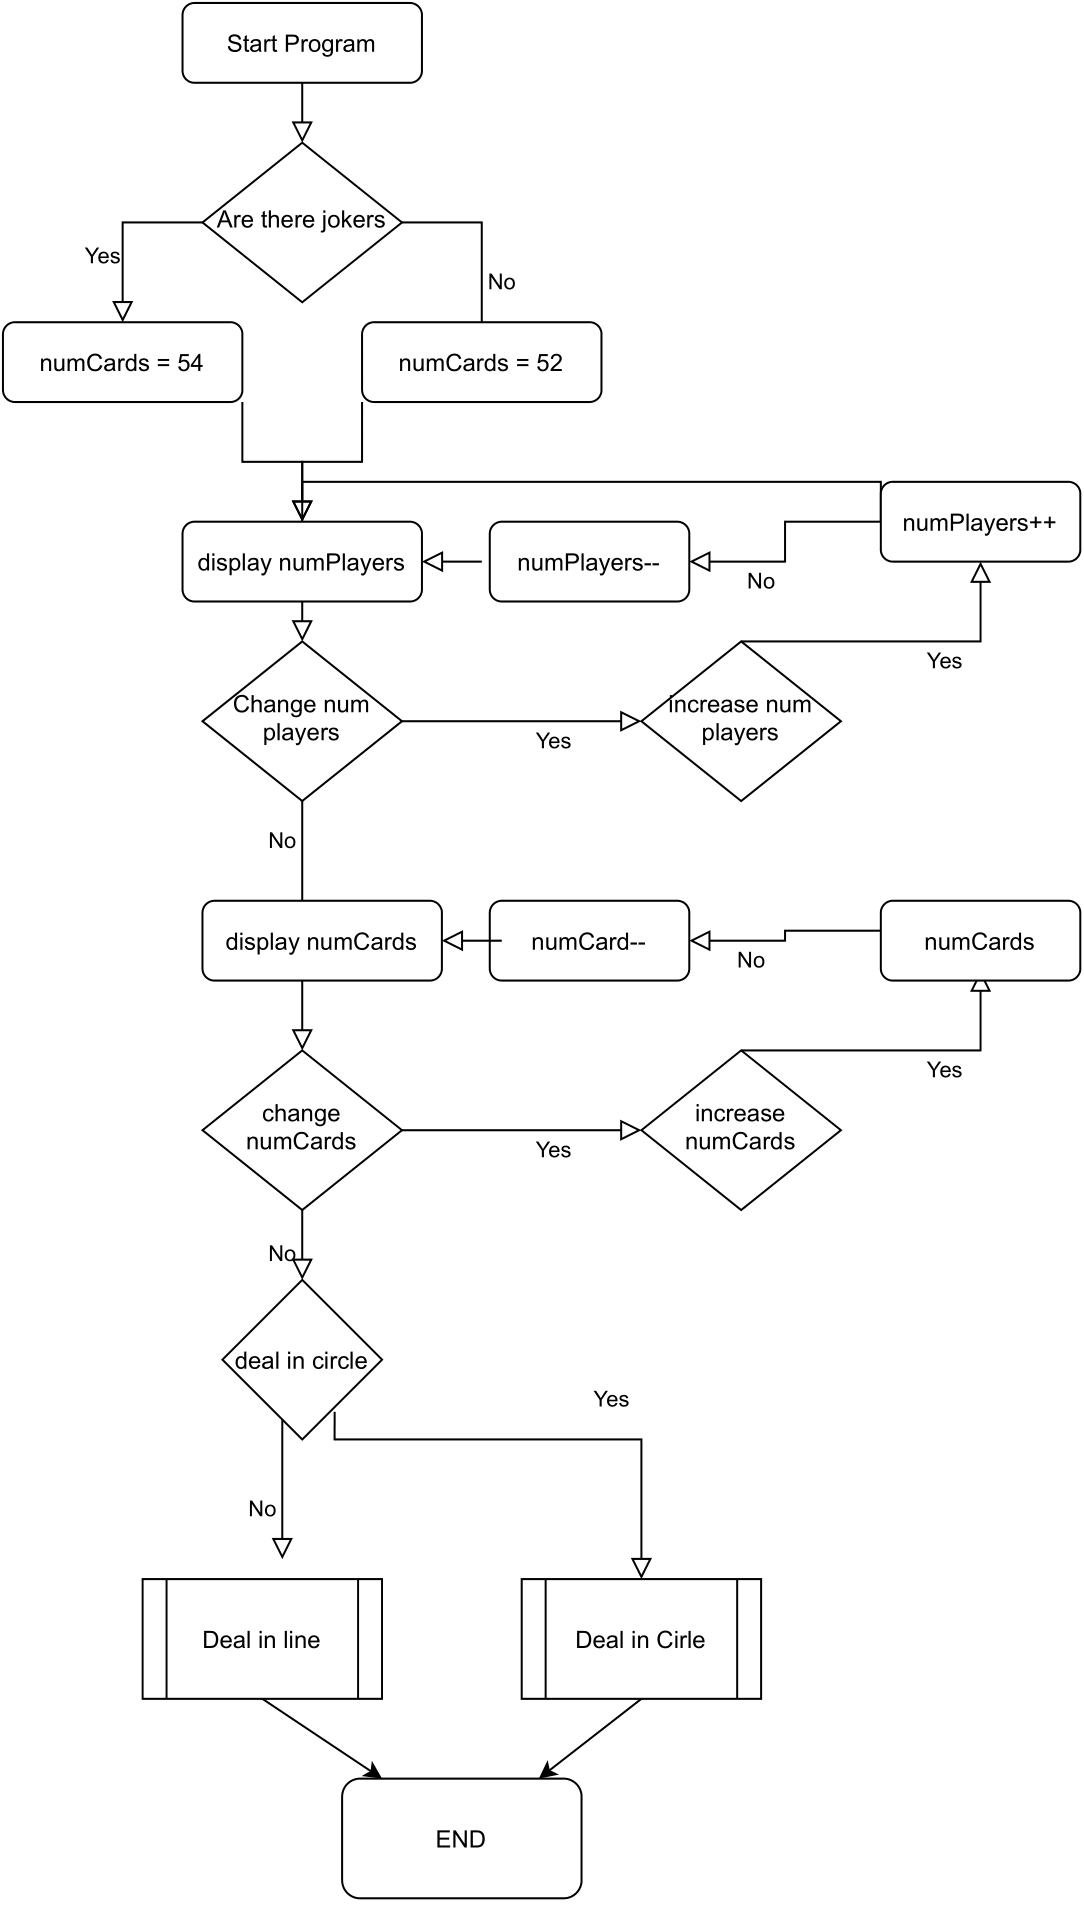 Start Program
Are there jokers
Yes
No
numCards = 54
numCards = 52
numPlayers++
display numPlayers
numPlayers--
No
Yes
Change num
players
increase num
players
Yes
No
display numCards
numCard--
numCards
No
Yes
change
numCards
increase
numCards
Yes
No
deal in circle
Yes
No
Deal in line
Deal in Cirle
END